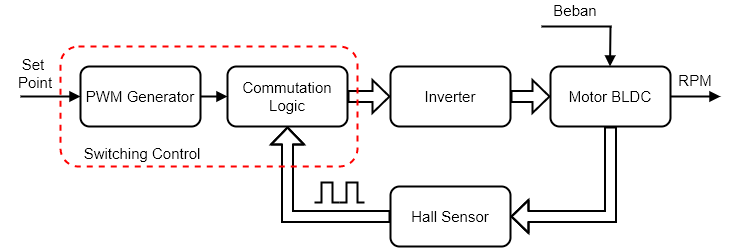 Beban
Set
Point
PWM Generator
Commutation
Logic
Inverter
Motor BLDC
RPM
Switching Control
Hall Sensor